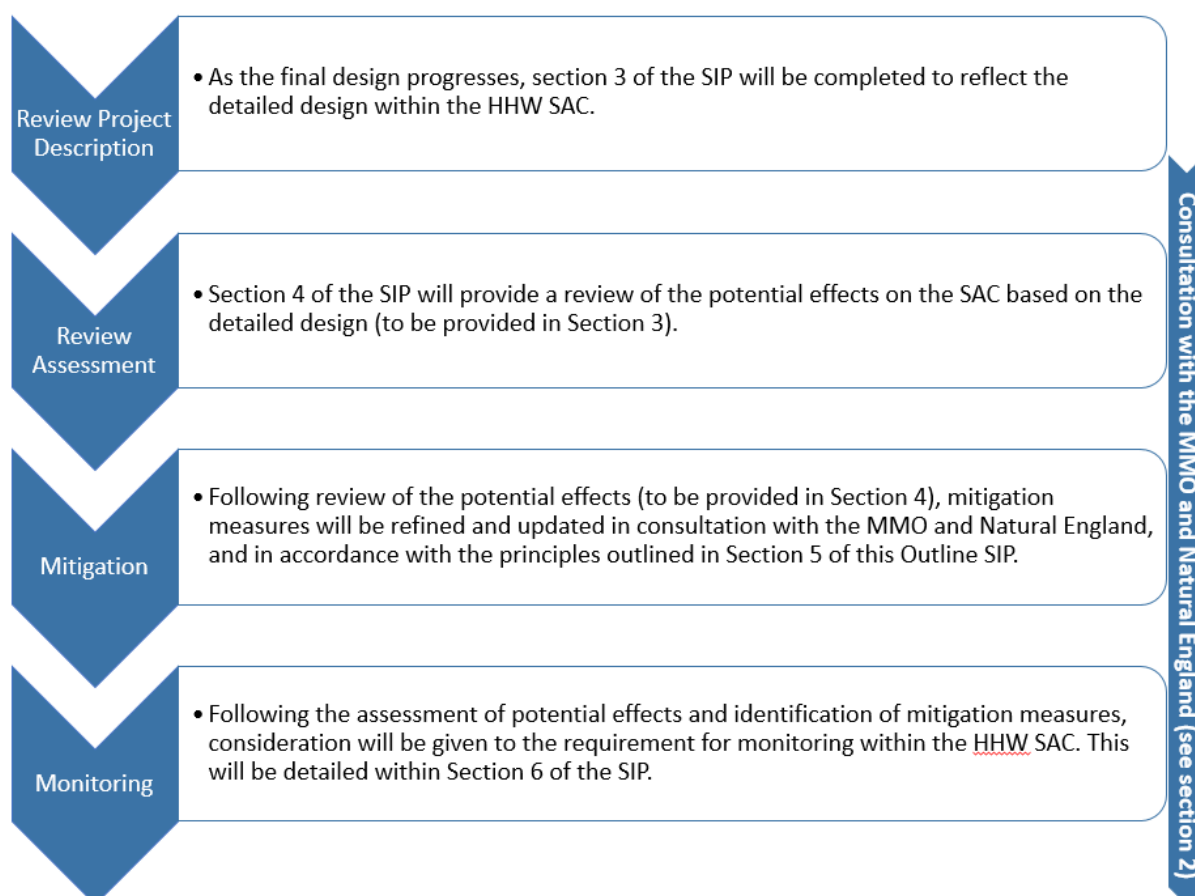 Review Project
Description
• As the final design progresses, section 3 of the SIP will be completed to reflect the
detailed design within the HHW SAC.
Review
Assessment
• Section 4 of the SIP will provide a review of the potential effects on the SAC based on the
detailed design (to be provided in Section 3).
Mitigation
• Following review of the potential effects (to be provided in Section 4), mitigation
measures will be refined and updated in consultation with the MMO and Natural England,
and in accordance with the principles outlined in Section 5 of this Outline SIP.
Monitoring
• Following the assessment of potential effects and identification of mitigation measures,
consideration will be given to the requirement for monitoring within the HHW SAC. This
will be detailed within Section 6 of the SIP.
Consultation with the MMO and Natural England (see section 2)